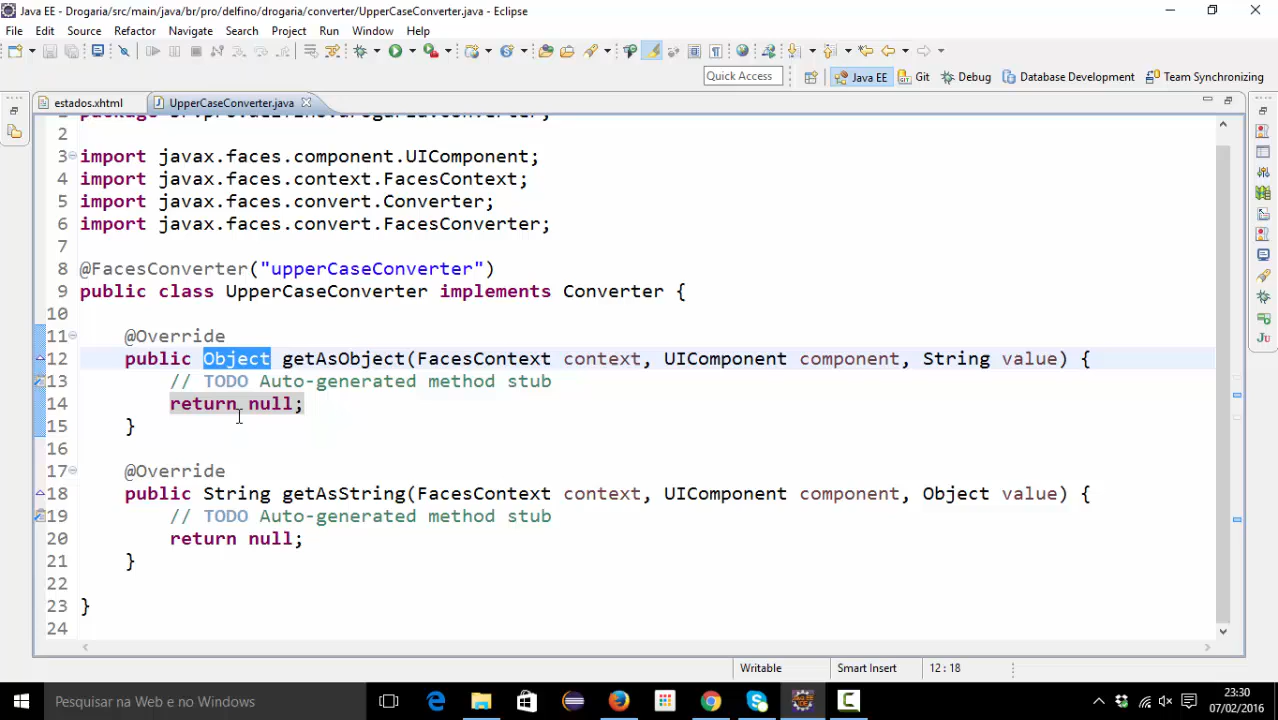 Java EE - Drogaria/src/main/java/br/pro/delfino/drogaria/converter/UpperCaseConverter.java - Eclipse
File Edit Source Refactor Navigate Search Project Run Window Help
Quick Access Java EE Git Debug Database Development Team Synchronizing
estados.xhtml UpperCaseConverter.java
2
3 import javax.faces.component.UIComponent;
4 import javax.faces.context.FacesContext;
5 import javax.faces.convert.Converter;
6 import javax.faces.convert.FacesConverter;
7
8 @FacesConverter("upperCaseConverter")
9 public class UpperCaseConverter implements Converter {
10
11 @Override
12 public Object getAsObject(FacesContext context, UIComponent component, String value) {
13 // TODO Auto-generated method stub
14 return null;
15 }
16
17 @Override
18 public String getAsString(FacesContext context, UIComponent component, Object value) {
19 // TODO Auto-generated method stub
20 return null;
21 }
22
23 }
24
Writable Smart Insert 12 : 18
Pesquisar na Web e no Windows
23:30
07/02/2016